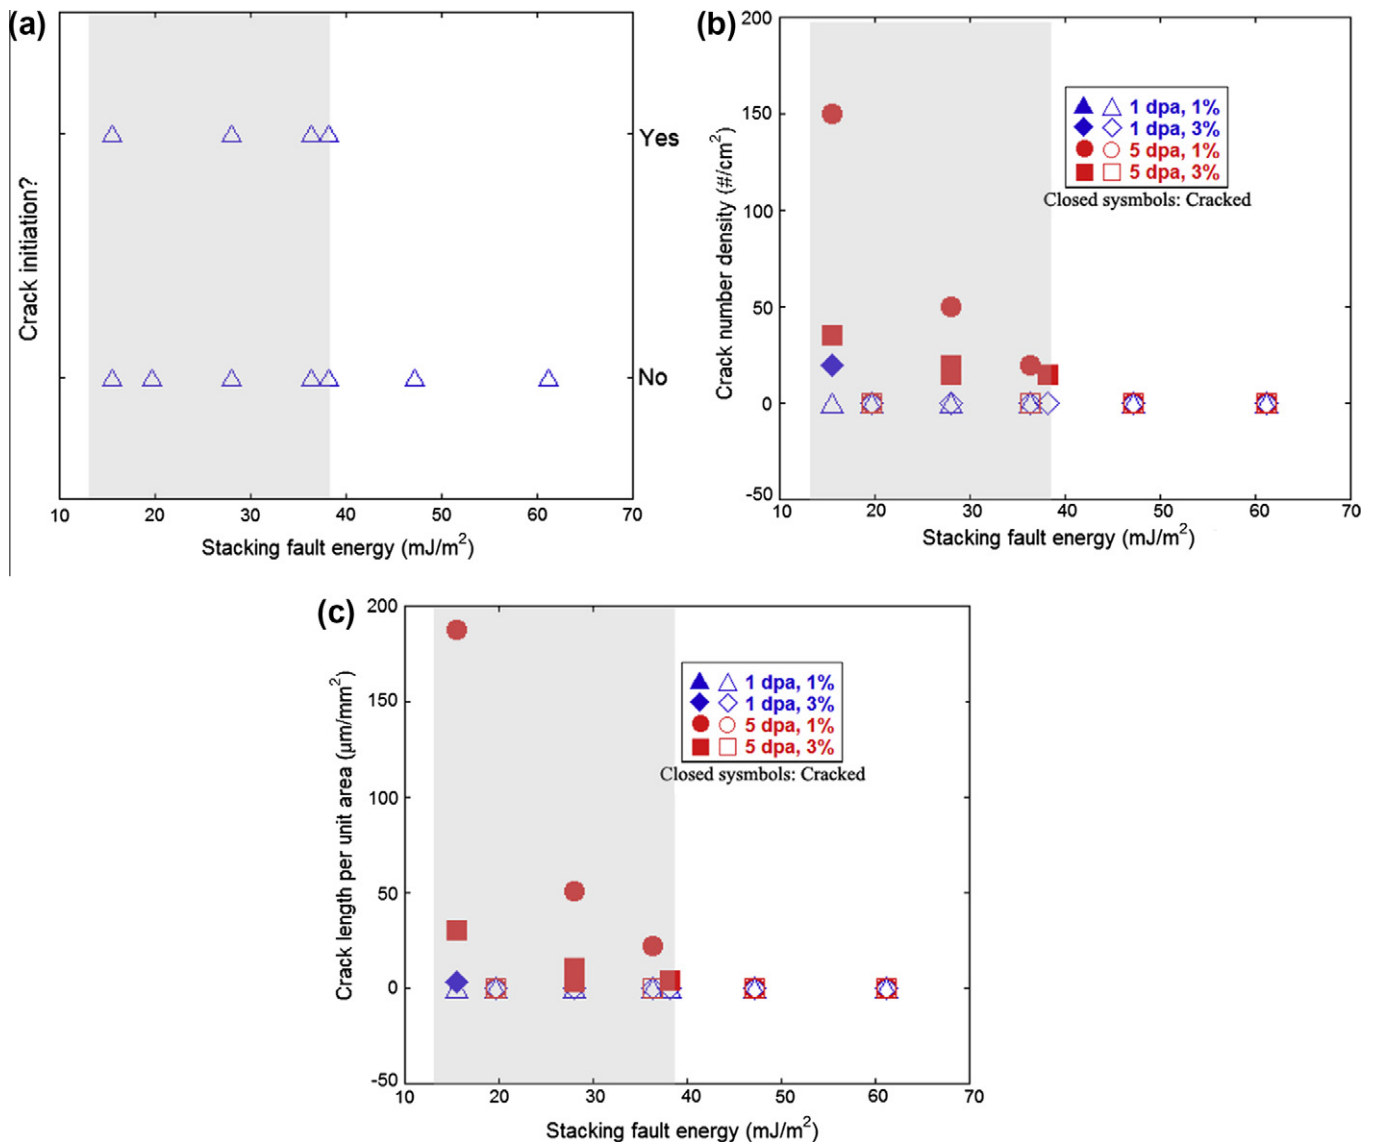 (a)
Crack initiation?
Yes
No
10 20 30 40 50 60 70
Stacking fault energy (mJ/m²)
(b)
Crack number density (#/cm²)
200
150
100
50
0
-50
1 dpa, 1%
1 dpa, 3%
5 dpa, 1%
5 dpa, 3%
Closed sysmbols: Cracked
10 20 30 40 50 60 70
Stacking fault energy (mJ/m²)
(c)
Crack length per unit area (μm/mm²)
200
150
100
50
0
-50
1 dpa, 1%
1 dpa, 3%
5 dpa, 1%
5 dpa, 3%
Closed sysmbols: Cracked
10 20 30 40 50 60 70
Stacking fault energy (mJ/m²)